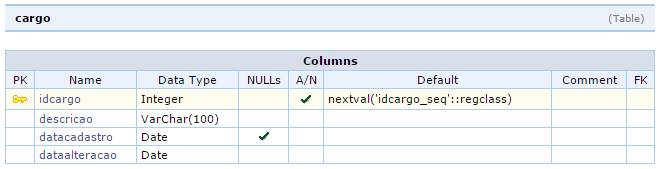 cargo (Table)
Columns
PK Name Data Type NULLs A/N Default Comment FK
idcargo Integer nextval('idcargo_seq'::regclass)
descricao VarChar(100)
datacadastro Date
dataalteracao Date